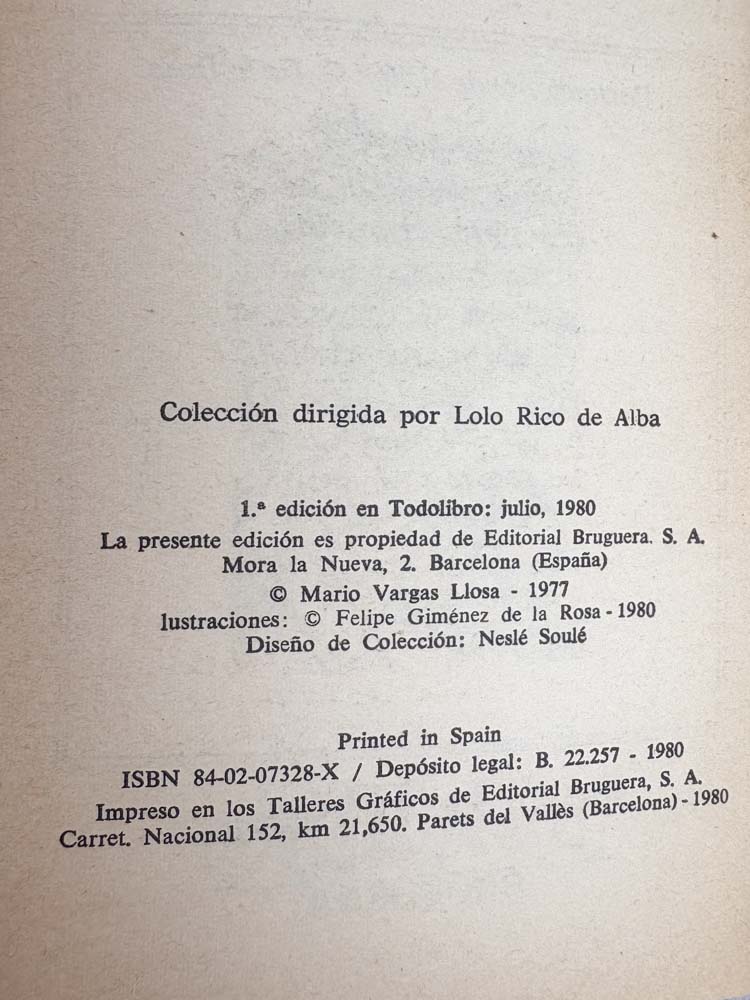 Colección dirigida por Lolo Rico de Alba
1.ª edición en Todolibro: julio, 1980
La presente edición es propiedad de Editorial Bruguera. S. A.
Mora la Nueva, 2. Barcelona (España)
© Mario Vargas Llosa - 1977
lustraciones: © Felipe Giménez de la Rosa - 1980
Diseño de Colección: Neslé Soulé
Printed in Spain
ISBN 84-02-07328-X / Depósito legal: B. 22.257 - 1980
Impreso en los Talleres Gráficos de Editorial Bruguera, S. A.
Carret. Nacional 152, km 21,650. Parets del Vallès (Barcelona) - 1980